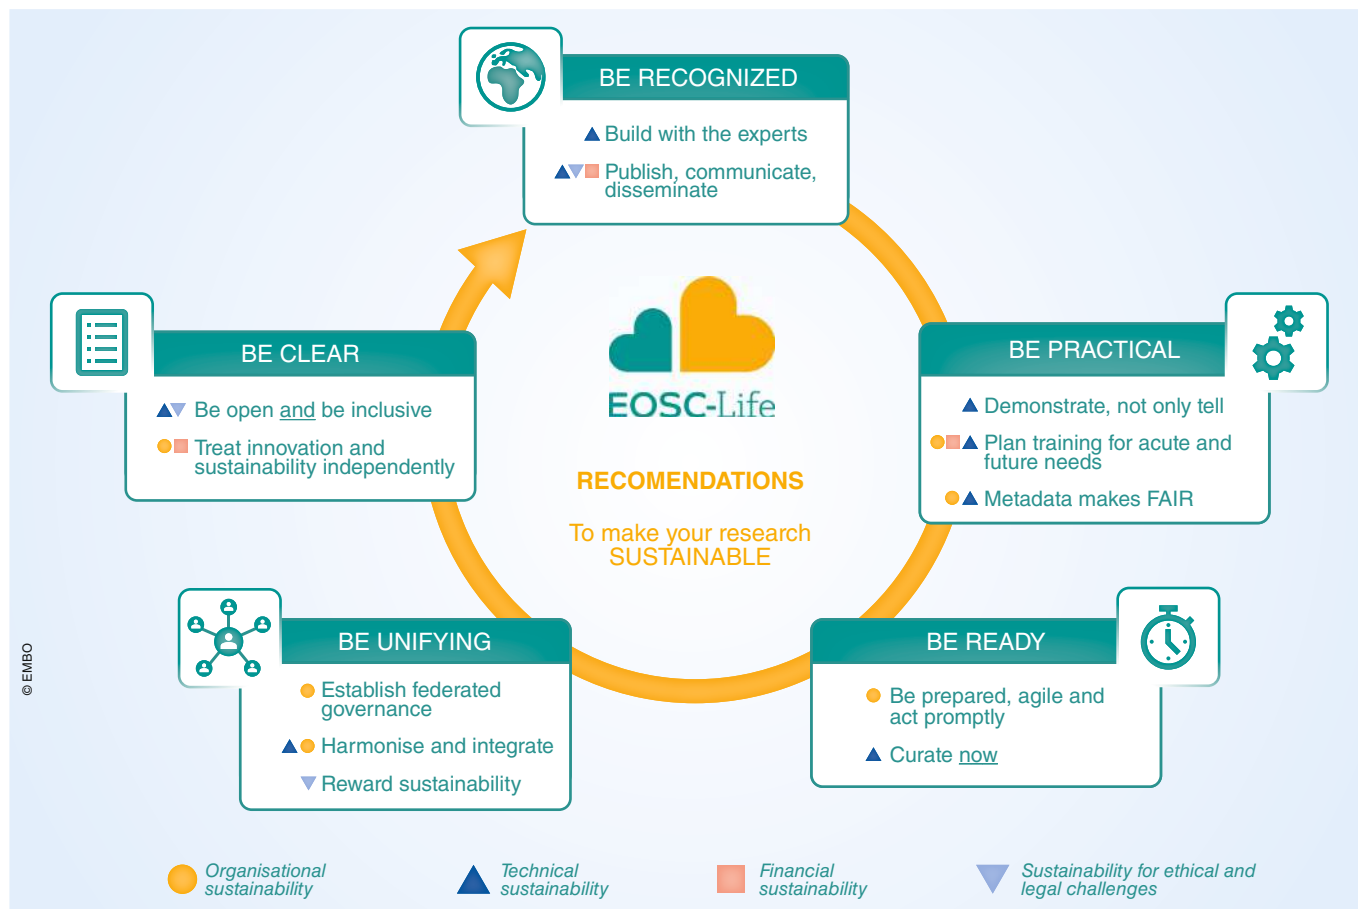 BE RECOGNIZED
Build with the experts
Publish, communicate,
disseminate
BE CLEAR
Be open and be inclusive
Treat innovation and
sustainability independently
EOSC-Life
RECOMENDATIONS
To make your research
SUSTAINABLE
BE PRACTICAL
Demonstrate, not only tell
Plan training for acute and
future needs
Metadata makes FAIR
BE UNIFYING
Establish federated
governance
Harmonise and integrate
Reward sustainability
BE READY
Be prepared, agile and
act promptly
Curate now
© EMBO
Organisational
sustainability
Technical
sustainability
Financial
sustainability
Sustainability for ethical and
legal challenges